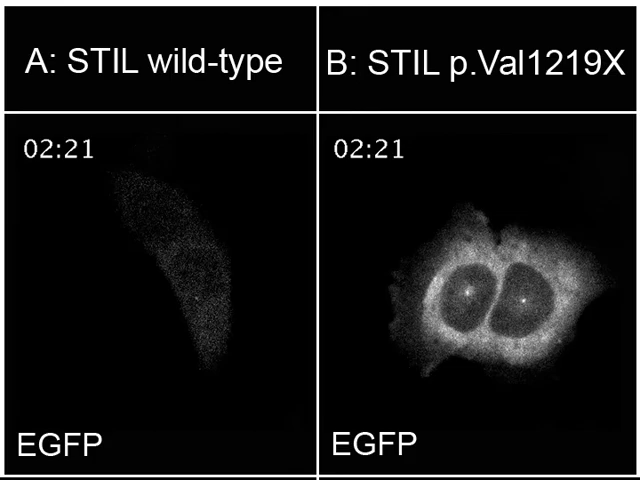 A: STIL wild-type
B: STIL p.Val1219X
02:21
02:21
EGFP
EGFP